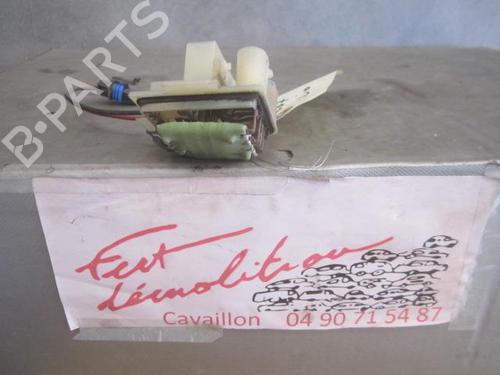 B-PARTS
Fert
démolition
Cavaillon 04 90 71 54 87